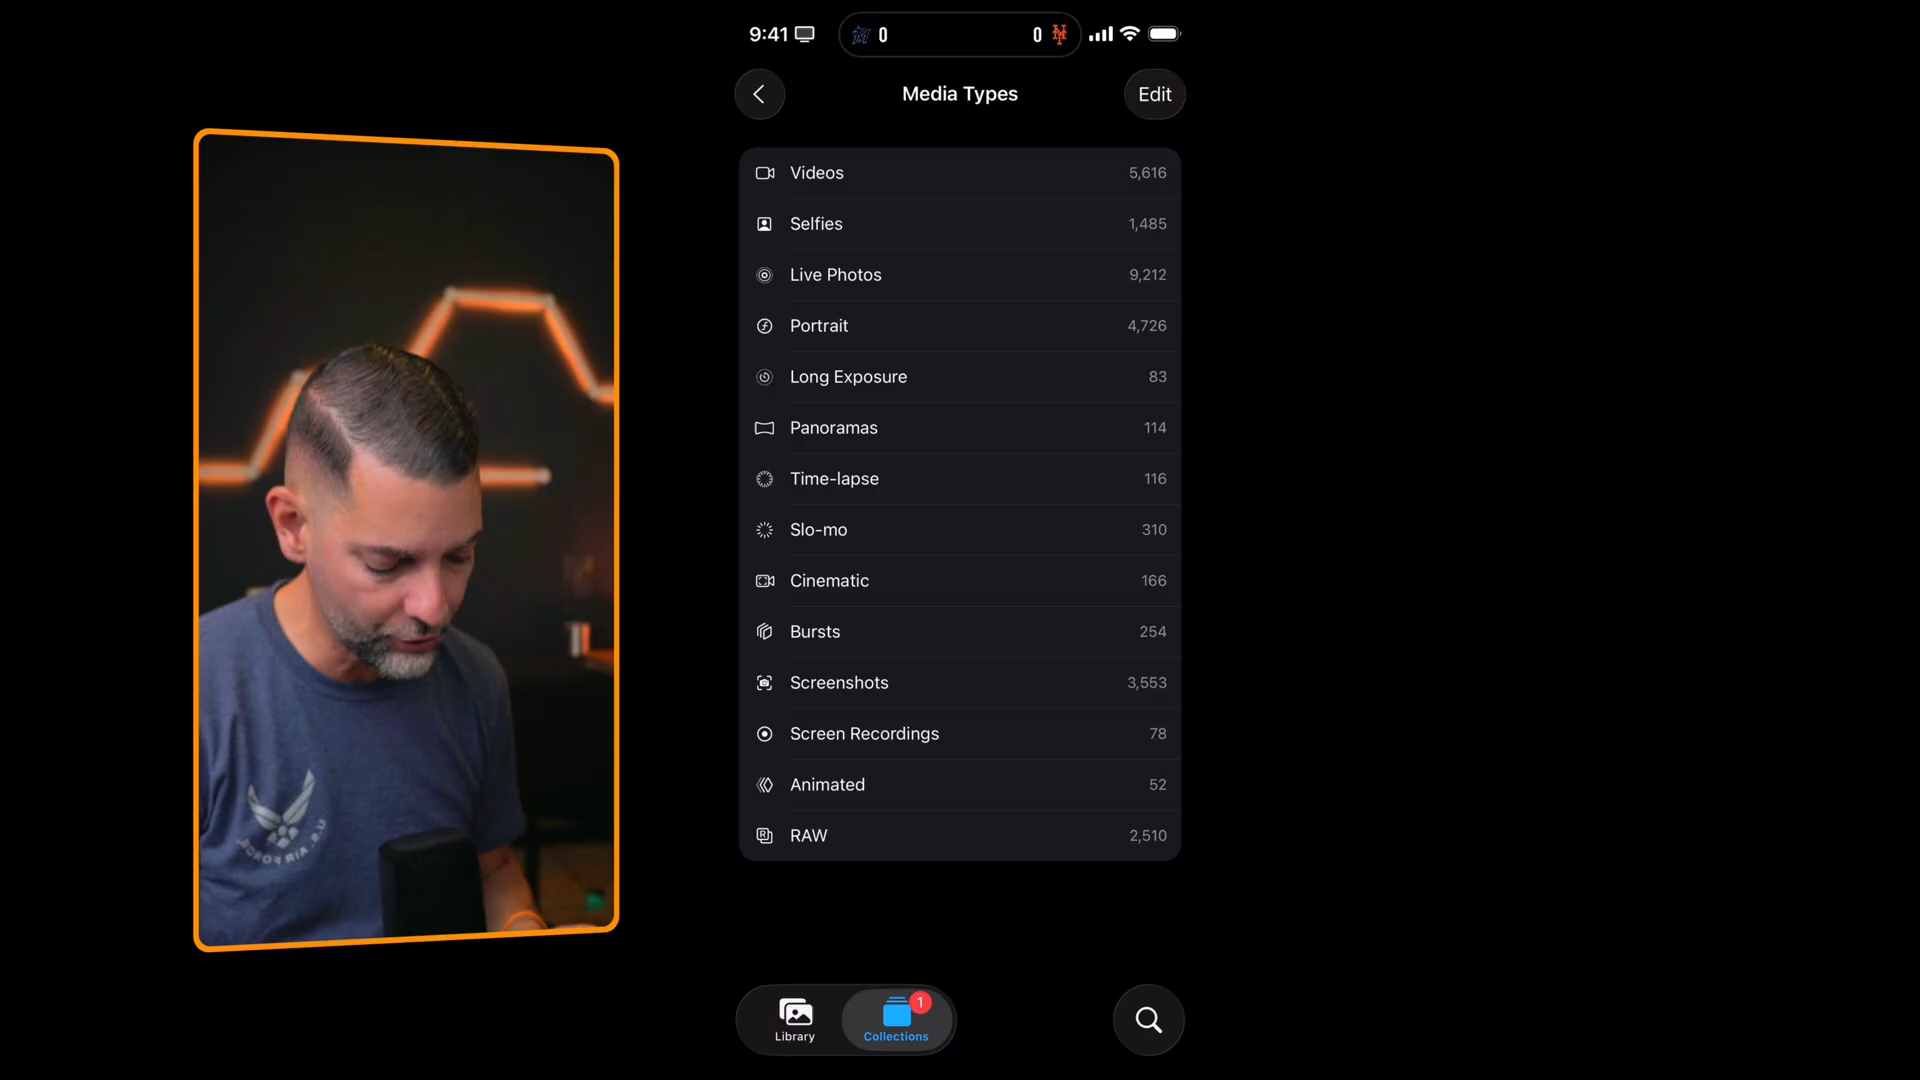 9:41
0
0
Media Types
Edit
Videos 5,616
Selfies 1,485
Live Photos 9,212
Portrait 4,726
Long Exposure 83
Panoramas 114
Time-lapse 116
Slo-mo 310
Cinematic 166
Bursts 254
Screenshots 3,553
Screen Recordings 78
Animated 52
RAW 2,510
U.S. AIR FORCE
Library
1
Collections